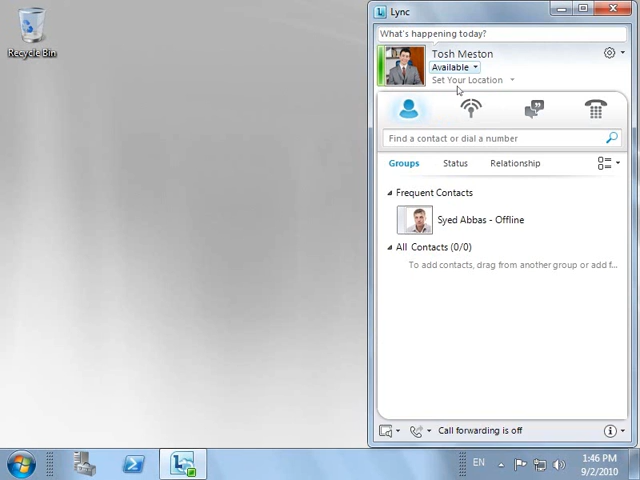 Recycle Bin
Lync
What's happening today?
Tosh Meston
Available
Set Your Location
Find a contact or dial a number
Groups Status Relationship
Frequent Contacts
Syed Abbas - Offline
All Contacts (0/0)
To add contacts, drag from another group or add f...
Call forwarding is off
EN
1:46 PM
9/2/2010